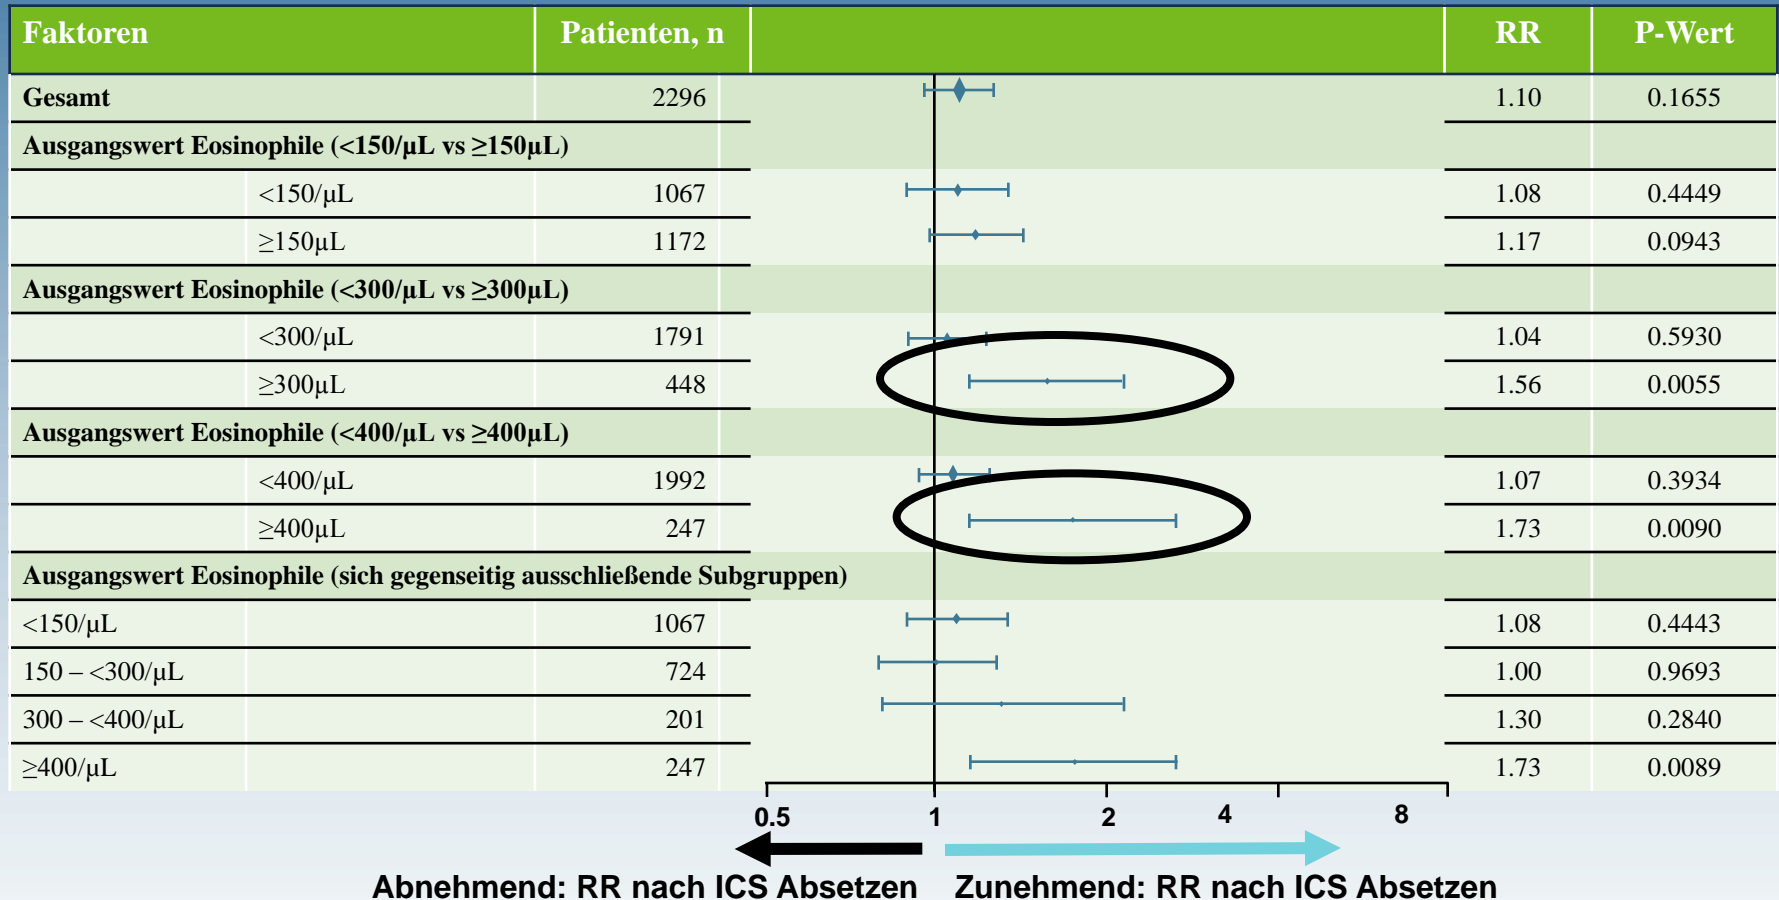 Faktoren Patienten, n RR P-Wert
Gesamt 2296 1.10 0.1655
Ausgangswert Eosinophile (<150/µL vs ≥150µL)
<150/µL 1067 1.08 0.4449
≥150µL 1172 1.17 0.0943
Ausgangswert Eosinophile (<300/µL vs ≥300µL)
<300/µL 1791 1.04 0.5930
≥300µL 448 1.56 0.0055
Ausgangswert Eosinophile (<400/µL vs ≥400µL)
<400/µL 1992 1.07 0.3934
≥400µL 247 1.73 0.0090
Ausgangswert Eosinophile (sich gegenseitig ausschließende Subgruppen)
<150/µL 1067 1.08 0.4443
150 – <300/µL 724 1.00 0.9693
300 – <400/µL 201 1.30 0.2840
≥400/µL 247 1.73 0.0089
0.5 1 2 4 8
Abnehmend: RR nach ICS Absetzen Zunehmend: RR nach ICS Absetzen